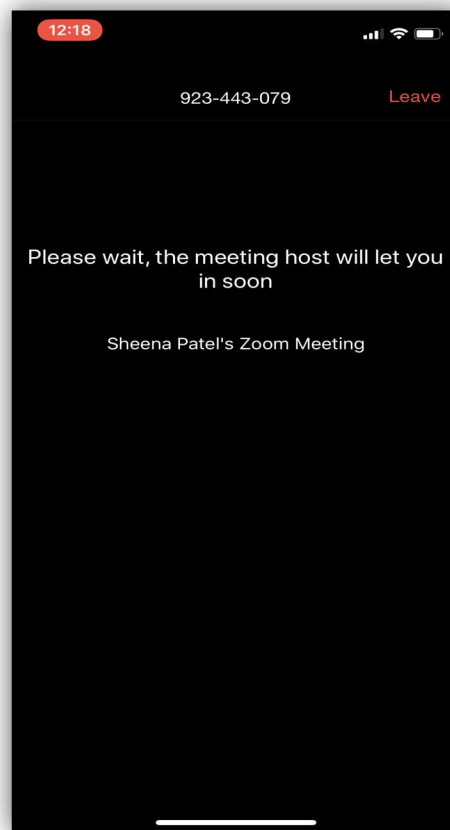 12:18
923-443-079 Leave
Please wait, the meeting host will let you
in soon
Sheena Patel's Zoom Meeting